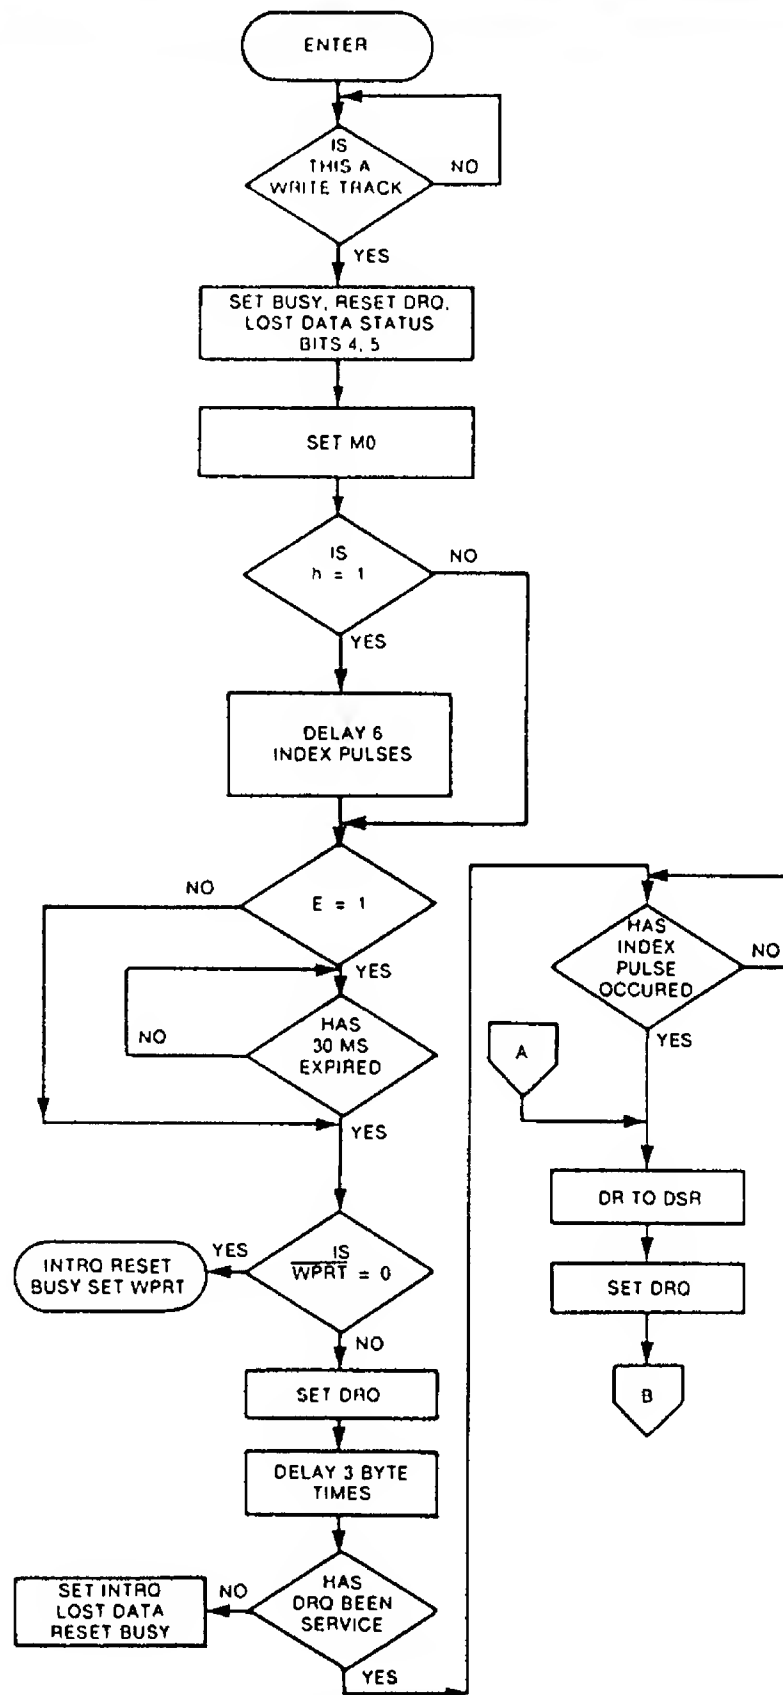 ENTER
IS
THIS A
WRITE TRACK
NO
YES
SET BUSY, RESET DRQ,
LOST DATA STATUS
BITS 4, 5
SET MO
IS
h = 1
NO
YES
DELAY 6
INDEX PULSES
E = 1
NO
YES
HAS
30 MS
EXPIRED
NO
YES
IS
WPRT = 0
YES
INTRQ RESET
BUSY SET WPRT
NO
SET DRQ
DELAY 3 BYTE
TIMES
HAS
DRQ BEEN
SERVICE
NO
SET INTRQ
LOST DATA
RESET BUSY
YES
HAS
INDEX
PULSE
OCCURED
NO
YES
A
DR TO DSR
SET DRQ
B